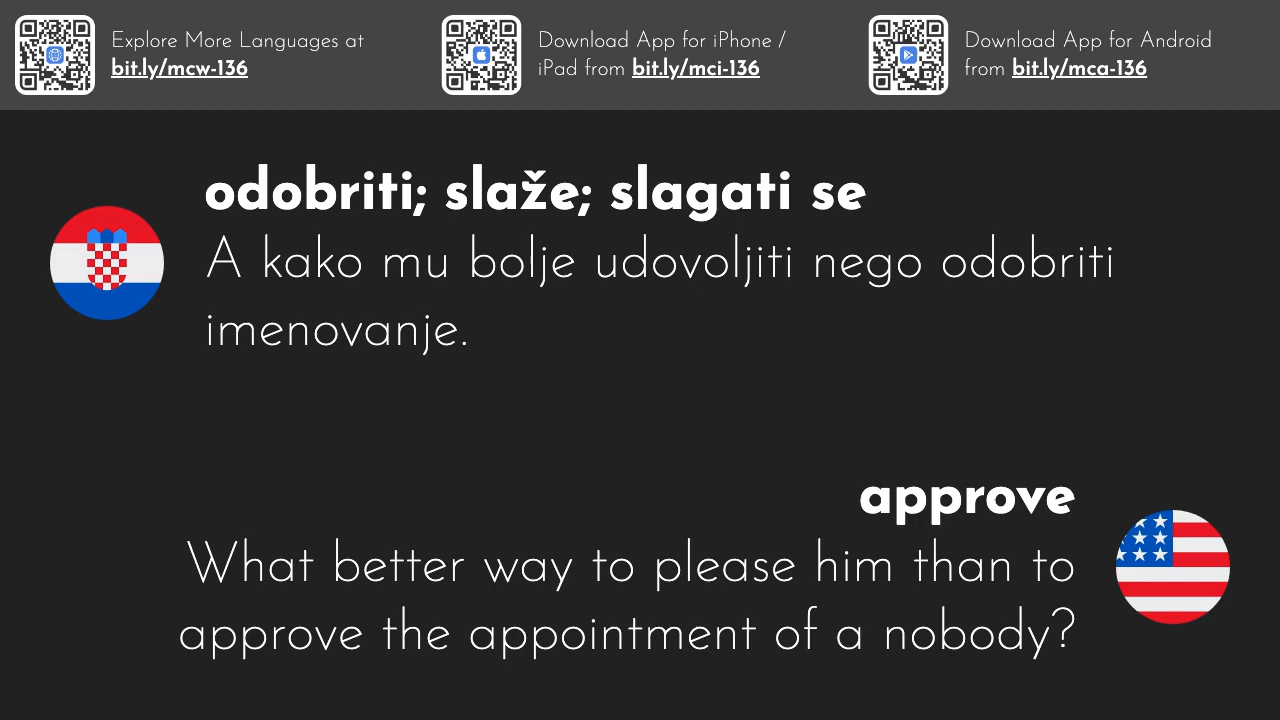 Explore More Languages at
bit.ly/mcw-136
Download App for iPhone /
iPad from bit.ly/mci-136
Download App for Android
from bit.ly/mca-136
odobriti; slaže; slagati se
A kako mu bolje udovoljiti nego odobriti
imenovanje.
approve
What better way to please him than to
approve the appointment of a nobody?